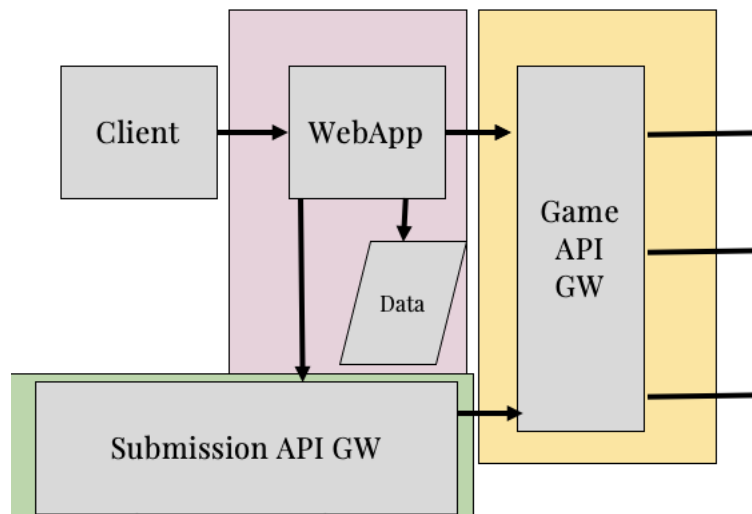 Client
WebApp
Game
API
GW
Data
Submission API GW